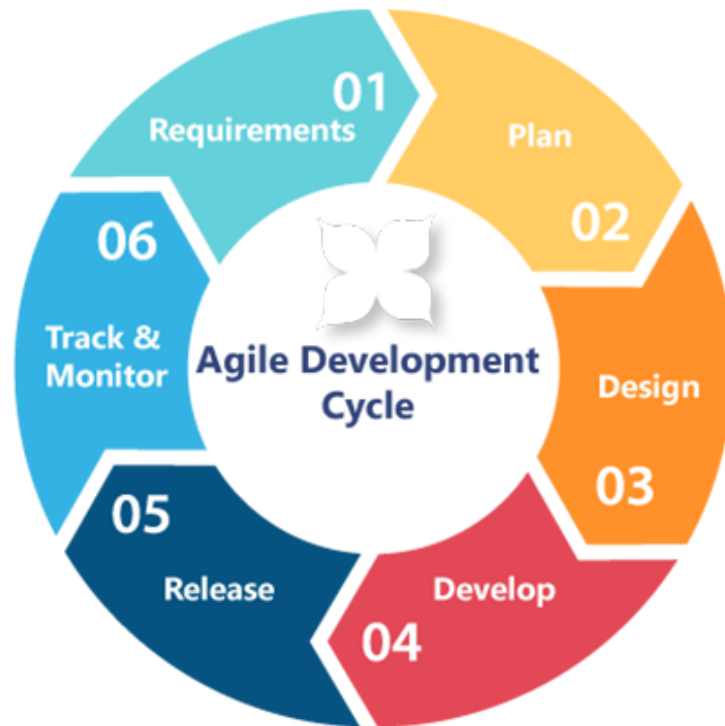 01
Requirements
Plan
02
Design
03
Develop
04
05
Release
06
Track &
Monitor
Agile Development
Cycle